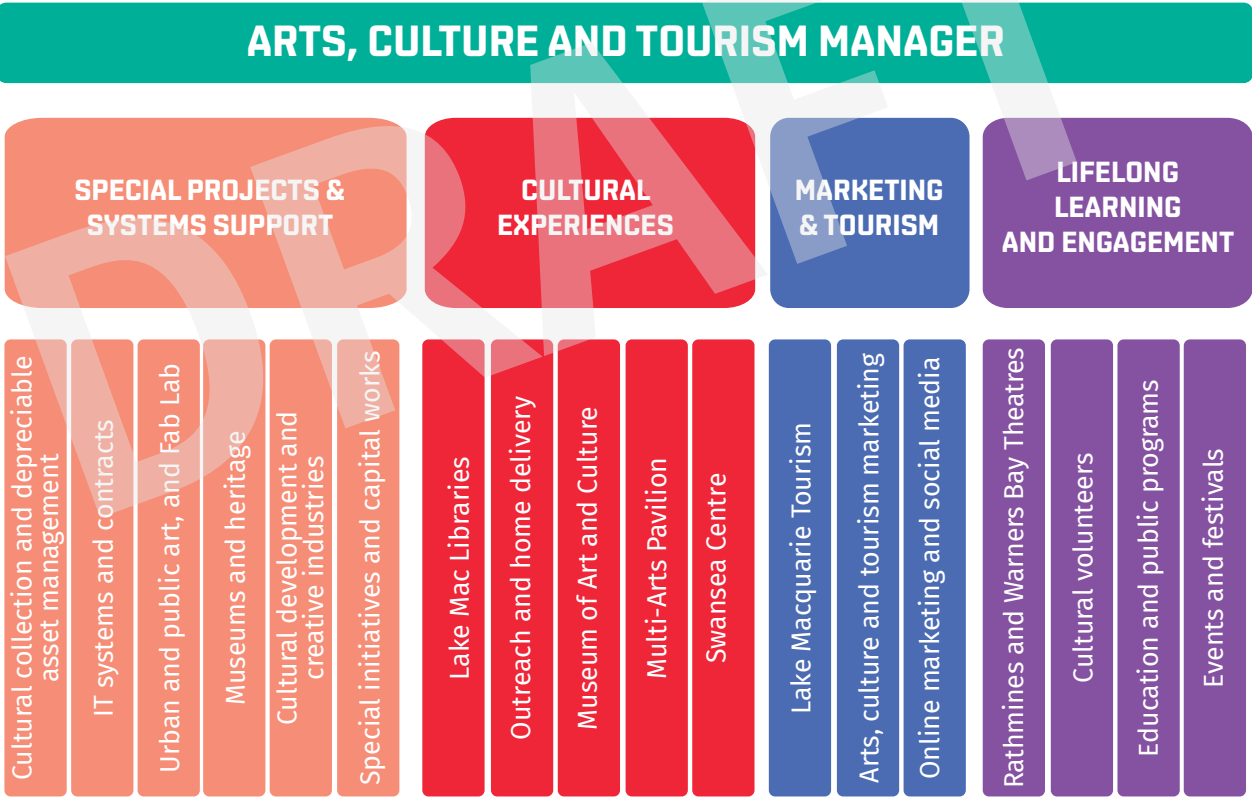 ARTS, CULTURE AND TOURISM MANAGER
SPECIAL PROJECTS &
SYSTEMS SUPPORT
CULTURAL
EXPERIENCES
MARKETING
& TOURISM
LIFELONG
LEARNING
AND ENGAGEMENT
Cultural collection and depreciable
asset management
IT systems and contracts
Urban and public art, and Fab Lab
Museums and heritage
Cultural development and
creative industries
Special initiatives and capital works
Lake Mac Libraries
Outreach and home delivery
Museum of Art and Culture
Multi-Arts Pavilion
Swansea Centre
Lake Macquarie Tourism
Arts, culture and tourism marketing
Online marketing and social media
Rathmines and Warners Bay Theatres
Cultural volunteers
Education and public programs
Events and festivals
DRAFT